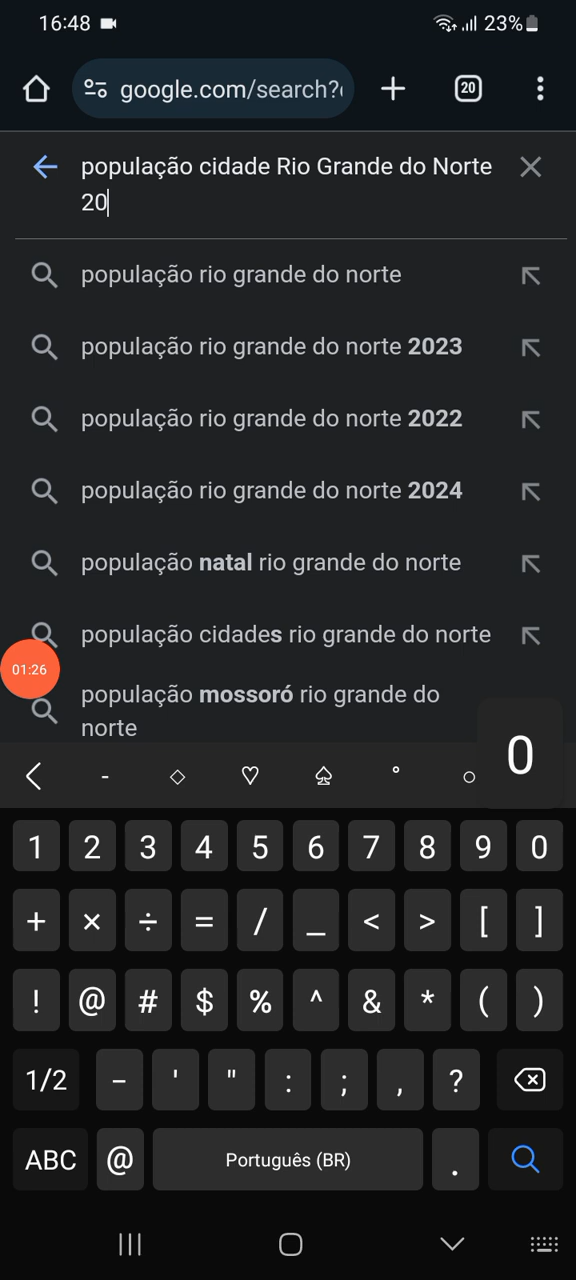 16:48 23%
google.com/search?
20
população cidade Rio Grande do Norte
20
população rio grande do norte
população rio grande do norte 2023
população rio grande do norte 2022
população rio grande do norte 2024
população natal rio grande do norte
população cidades rio grande do norte
01:26
população mossoró rio grande do
norte
0
- ◇ ♡ ♤ ° ○
1 2 3 4 5 6 7 8 9 0
+ × ÷ = / _ < > [ ]
! @ # $ % ^ & * ( )
1/2 - ' " : ; , ?
ABC @ Português (BR) .